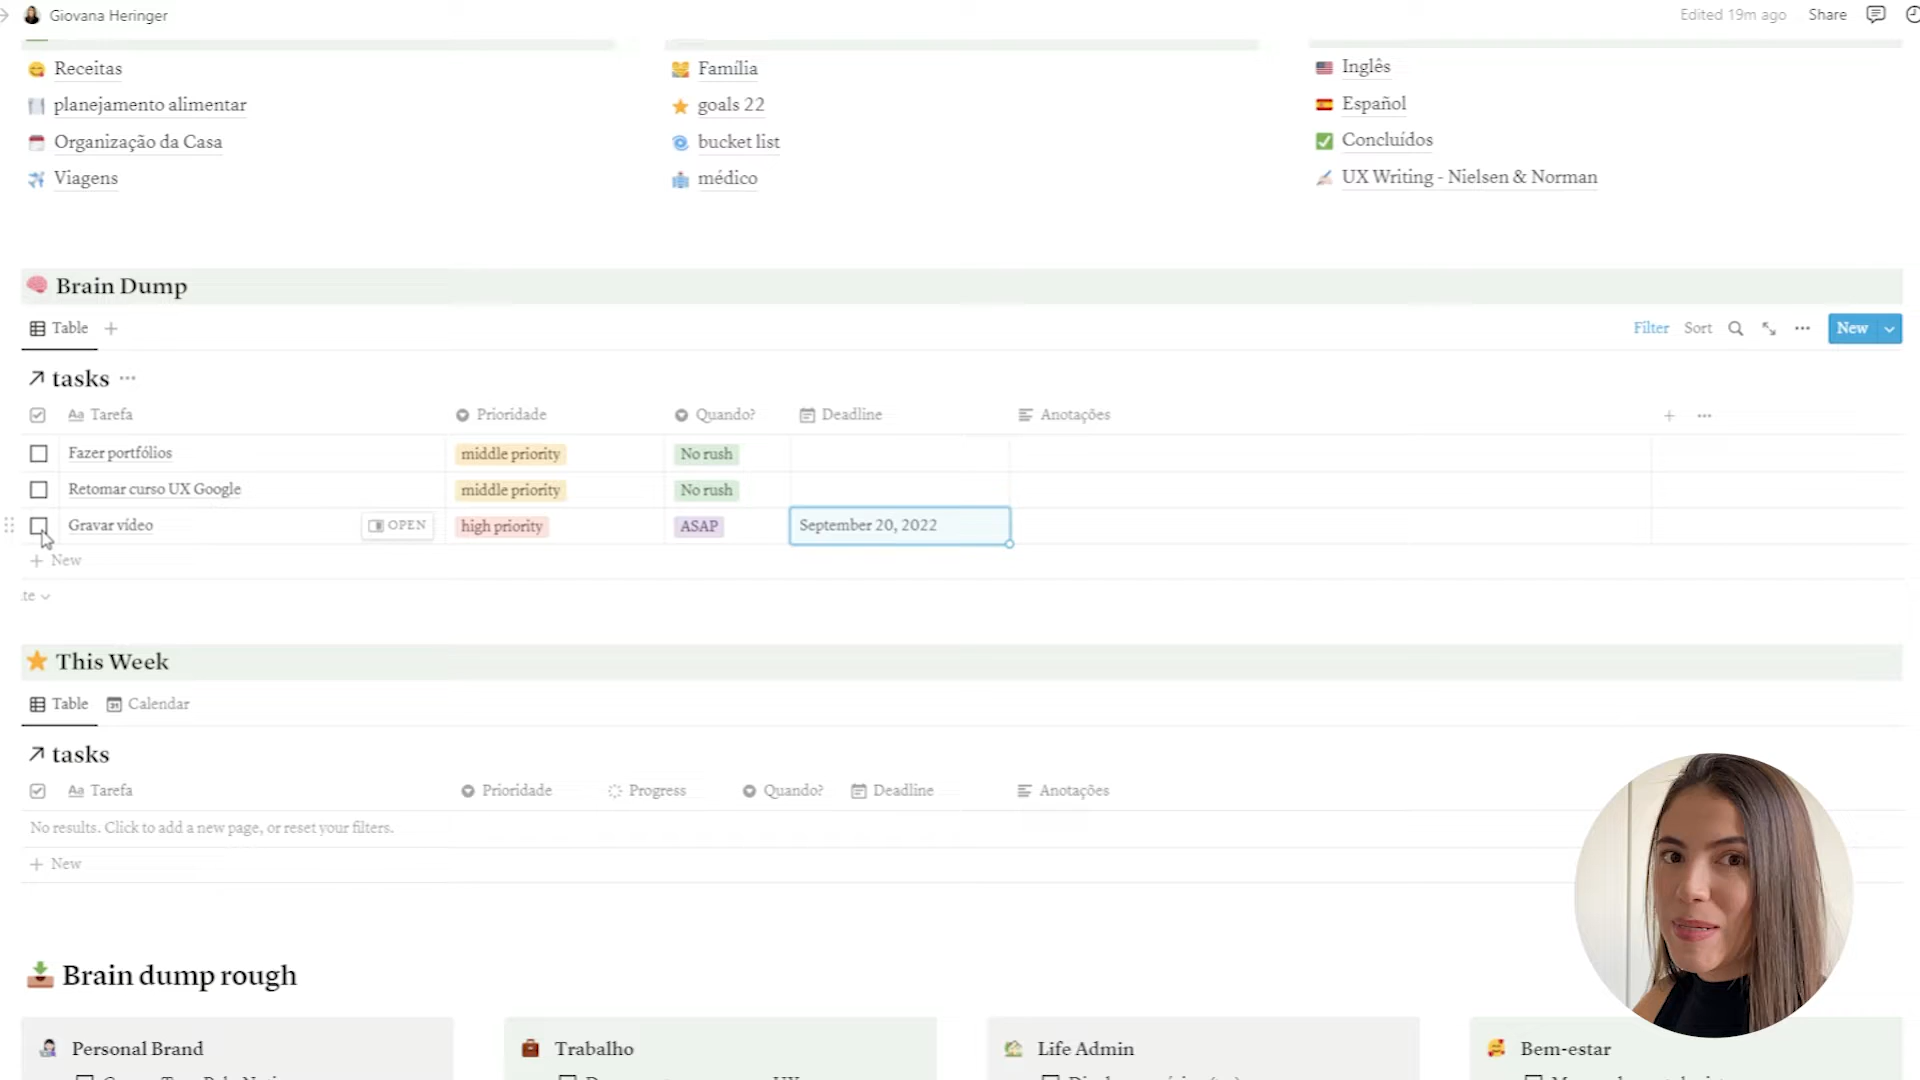 Giovana Heringer
Edited 19m ago Share
Receitas
planejamento alimentar
Organização da Casa
Viagens
Família
goals 22
bucket list
médico
Inglês
Español
Concluídos
UX Writing - Nielsen & Norman
Brain Dump
Table
Filter Sort New
tasks
Aa Tarefa Prioridade Quando? Deadline Anotações
Fazer portfólios middle priority No rush
Retomar curso UX Google middle priority No rush
Gravar vídeo OPEN high priority ASAP September 20, 2022
+ New
te
This Week
Table Calendar
tasks
Aa Tarefa Prioridade Progress Quando? Deadline Anotações
No results. Click to add a new page, or reset your filters.
+ New
Brain dump rough
Personal Brand
Trabalho
Life Admin
Bem-estar